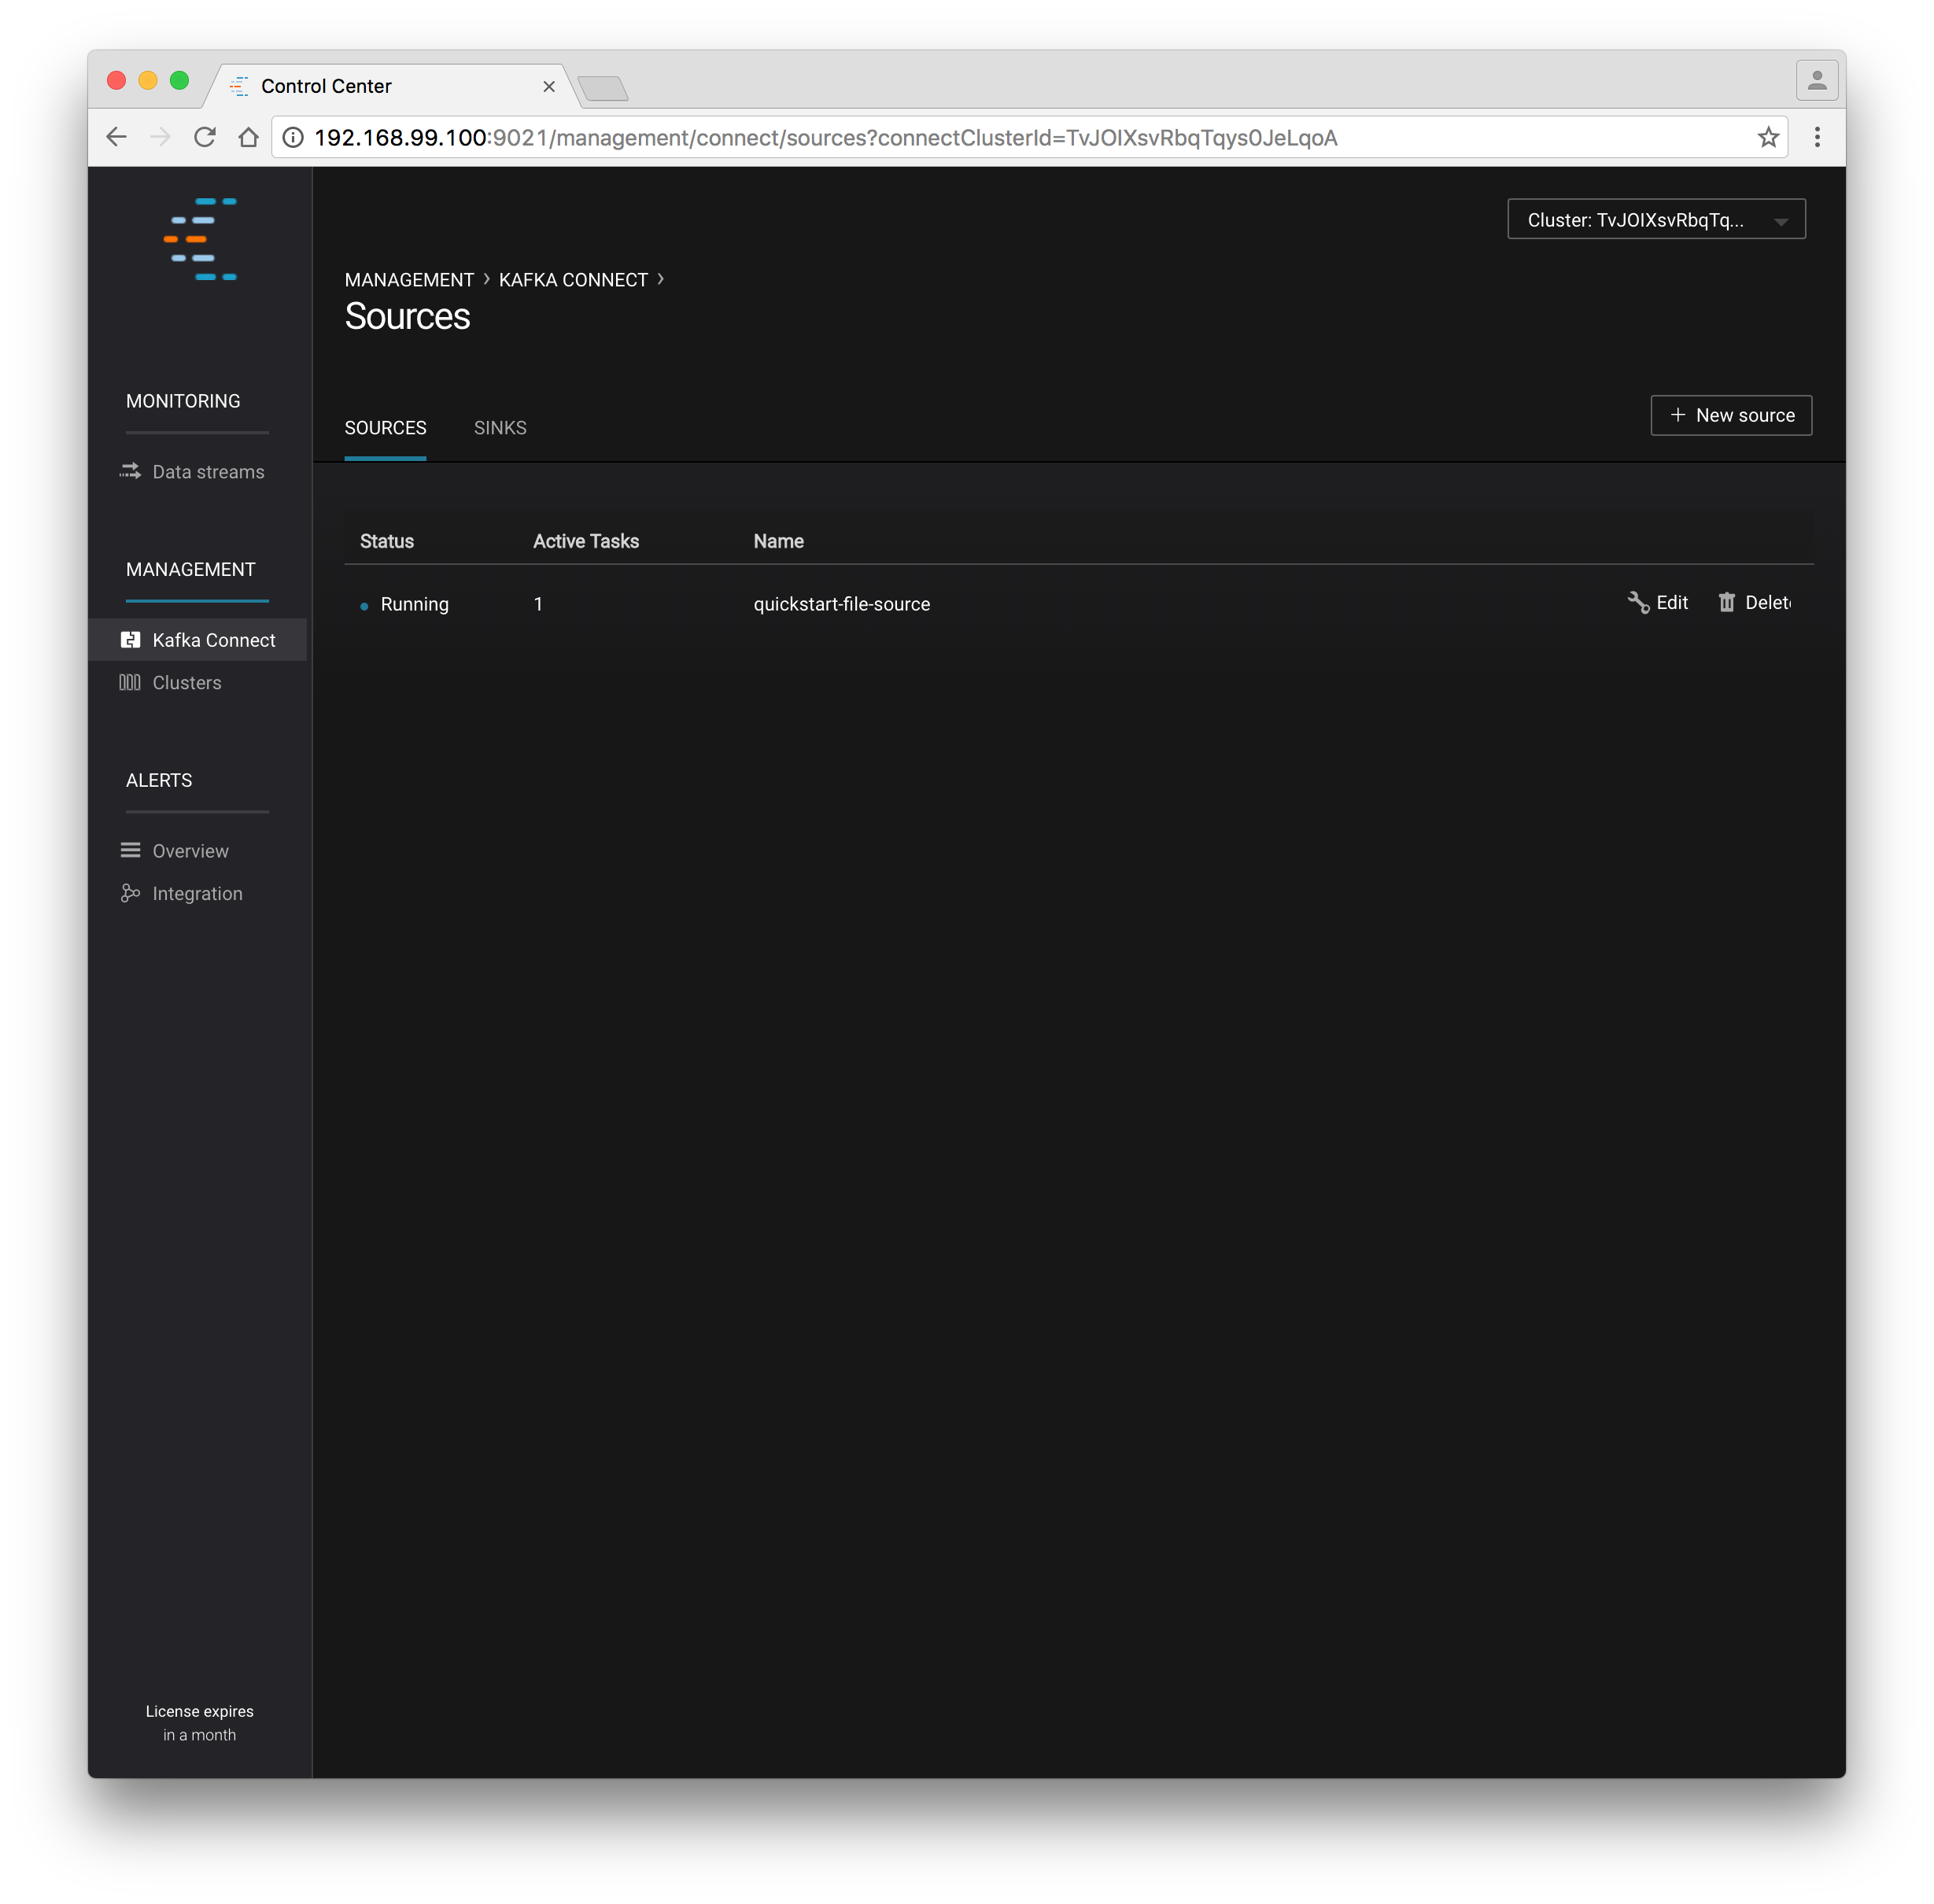 Control Center
192.168.99.100:9021/management/connect/sources?connectClusterId=TvJOIXsvRbqTqys0JeLqoA
Cluster: TvJOIXsvRbqTq...
MANAGEMENT › KAFKA CONNECT ›
Sources
SOURCES SINKS
+ New source
MONITORING
Data streams
MANAGEMENT
Kafka Connect
Clusters
ALERTS
Overview
Integration
Status Active Tasks Name
Running 1 quickstart-file-source Edit Delet
License expires
in a month